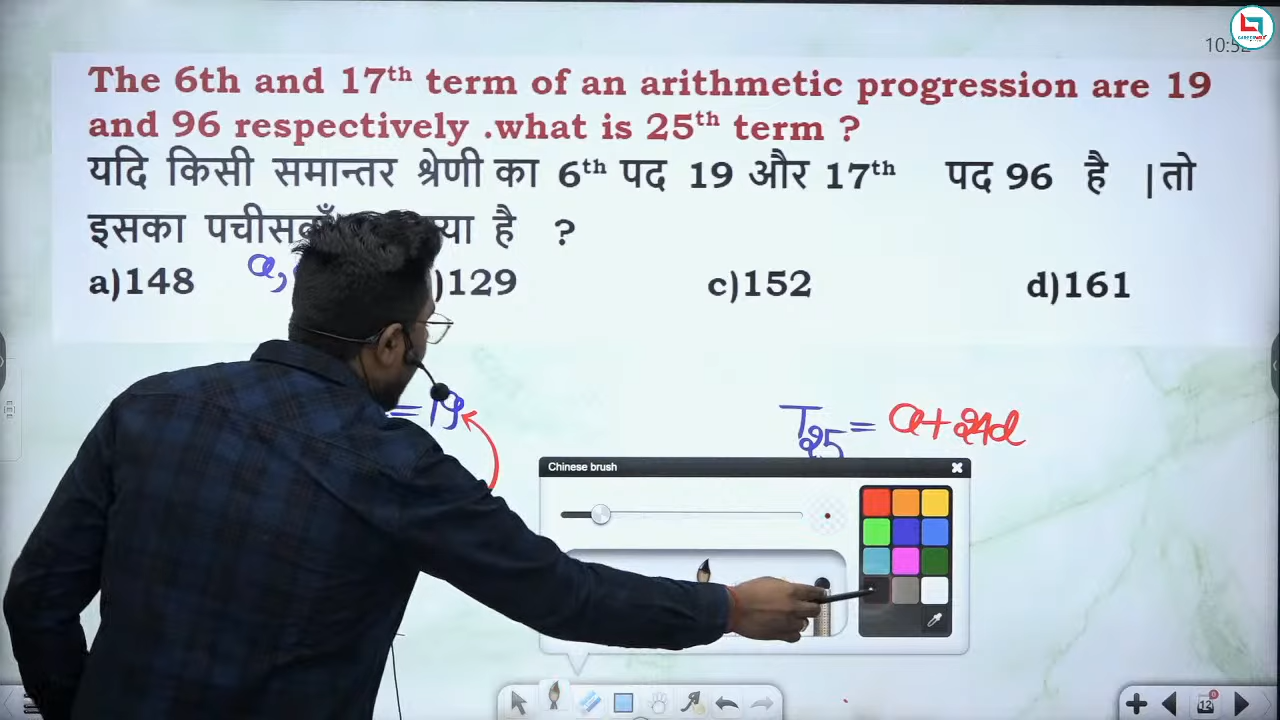 10:52
The 6th and 17th term of an arithmetic progression are 19
and 96 respectively .what is 25th term ?
यदि किसी समान्तर श्रेणी का 6th पद 19 और 17th पद 96 है |तो
इसका है ?
a)148 a, )129 c)152 d)161
= 19 T25 = a+24d
Chinese brush
12